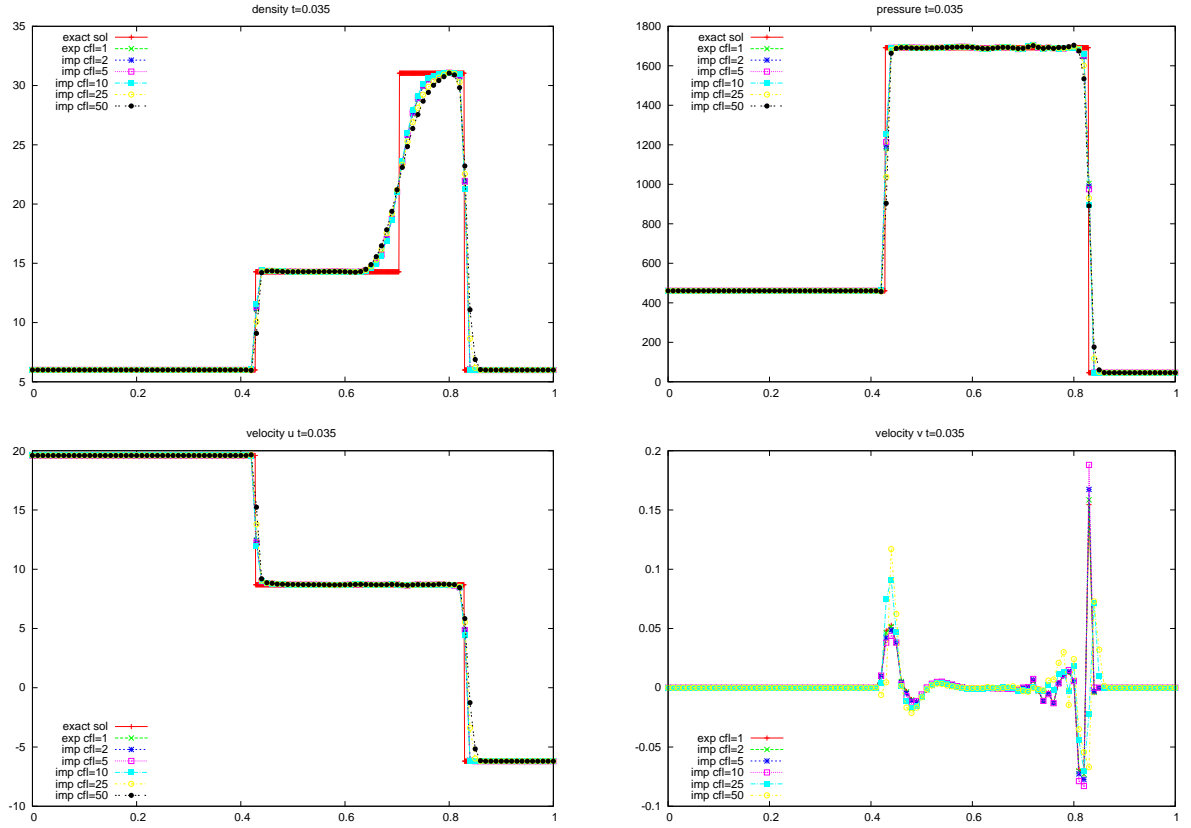 density t=0.035
35
30
25
20
15
10
5
0
0.2
0.4
0.6
0.8
1
exact sol
exp cfl=1
imp cfl=2
imp cfl=5
imp cfl=10
imp cfl=25
imp cfl=50
pressure t=0.035
1800
1600
1400
1200
1000
800
600
400
200
0
0
0.2
0.4
0.6
0.8
1
exact sol
exp cfl=1
imp cfl=2
imp cfl=5
imp cfl=10
imp cfl=25
imp cfl=50
velocity u t=0.035
20
15
10
5
0
-5
-10
0
0.2
0.4
0.6
0.8
1
exact sol
exp cfl=1
imp cfl=2
imp cfl=5
imp cfl=10
imp cfl=25
imp cfl=50
velocity v t=0.035
0.2
0.15
0.1
0.05
0
-0.05
-0.1
0
0.2
0.4
0.6
0.8
1
exp cfl=1
imp cfl=2
imp cfl=5
imp cfl=10
imp cfl=25
imp cfl=50